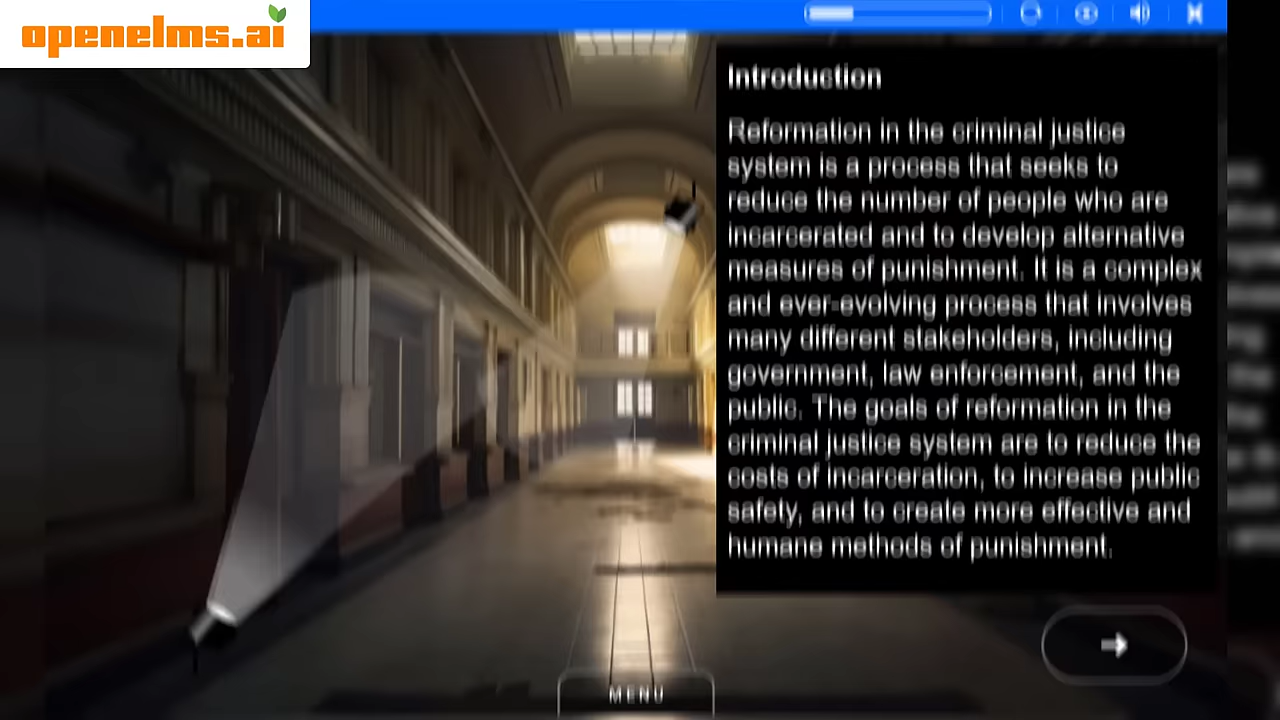 openelms.ai
Introduction
Reformation in the criminal justice
system is a process that seeks to
reduce the number of people who are
incarcerated and to develop alternative
measures of punishment. It is a complex
and ever-evolving process that involves
many different stakeholders, including
government, law enforcement, and the
public. The goals of reformation in the
criminal justice system are to reduce the
costs of incarceration, to increase public
safety, and to create more effective and
humane methods of punishment.
MENU